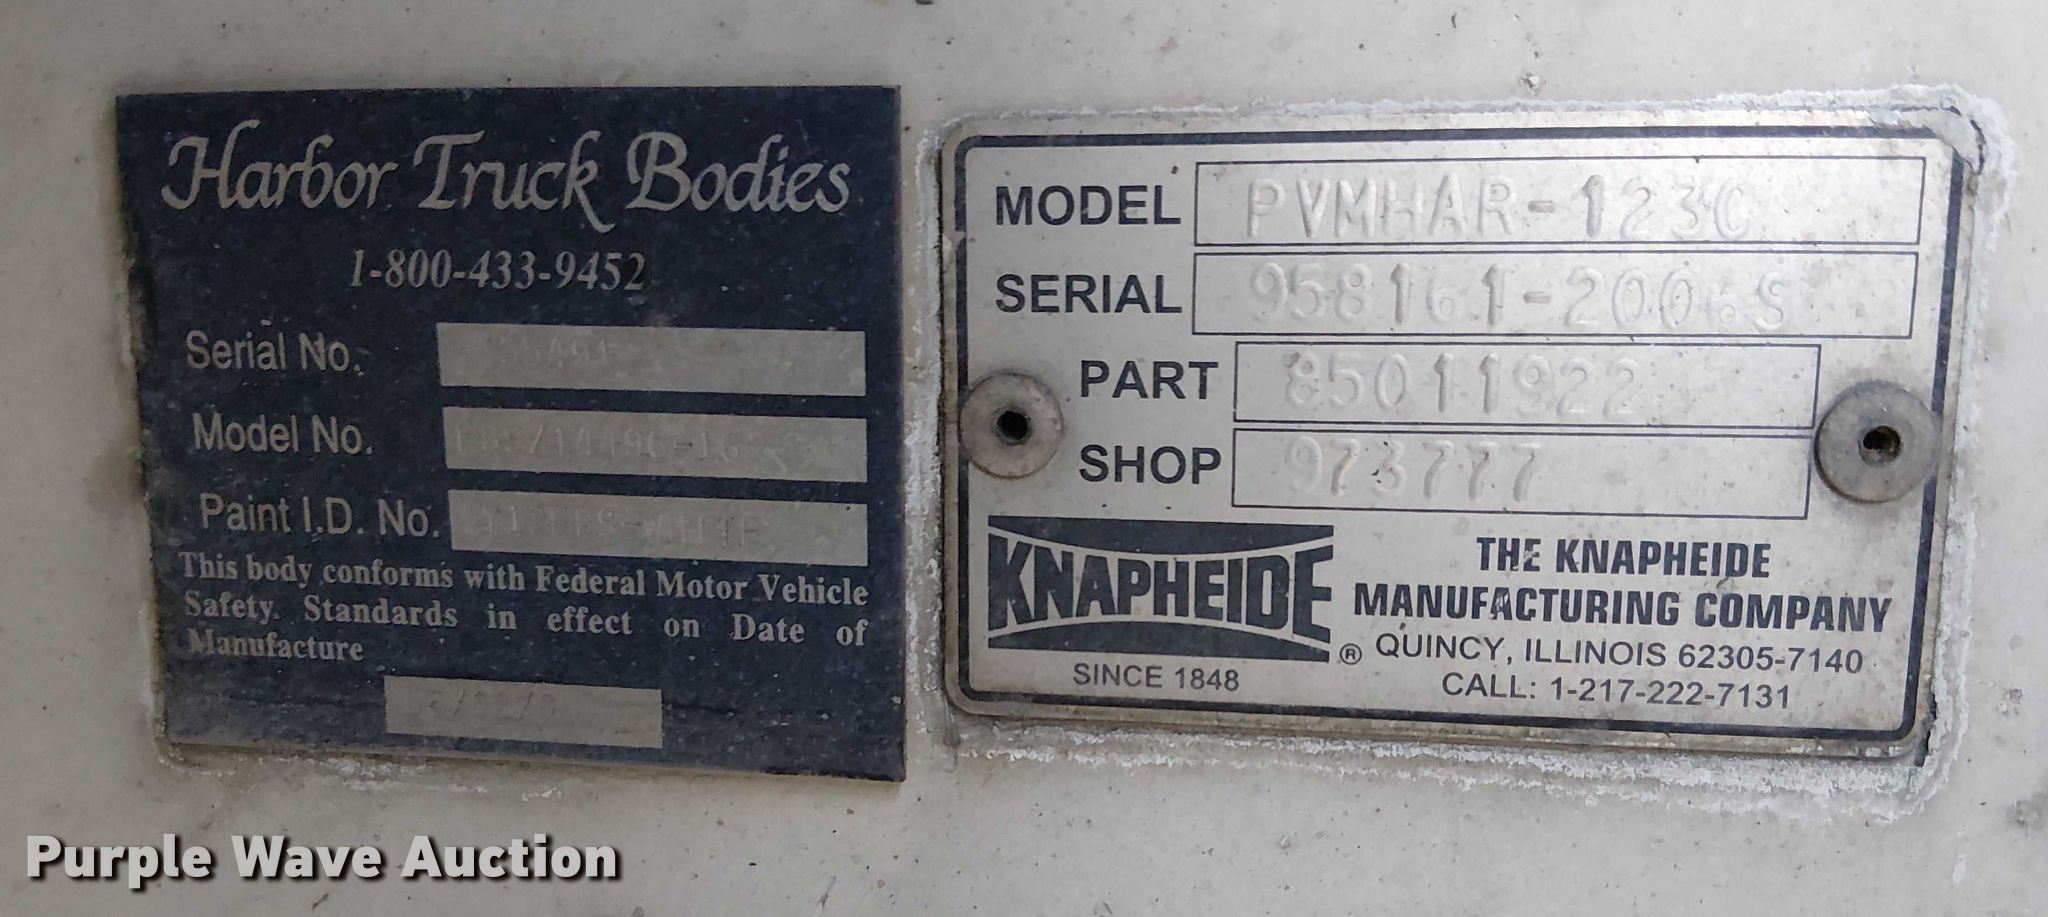 Harbor Truck Bodies
1-800-433-9452
Serial No.
Model No.
Paint I.D. No.
This body conforms with Federal Motor Vehicle
Safety. Standards in effect on Date of
Manufacture
MODEL PVMHAR-123C
SERIAL 958161-2006S
PART 85011922
SHOP 973777
KNAPHEIDE ®
SINCE 1848
THE KNAPHEIDE
MANUFACTURING COMPANY
QUINCY, ILLINOIS 62305-7140
CALL: 1-217-222-7131
Purple Wave Auction